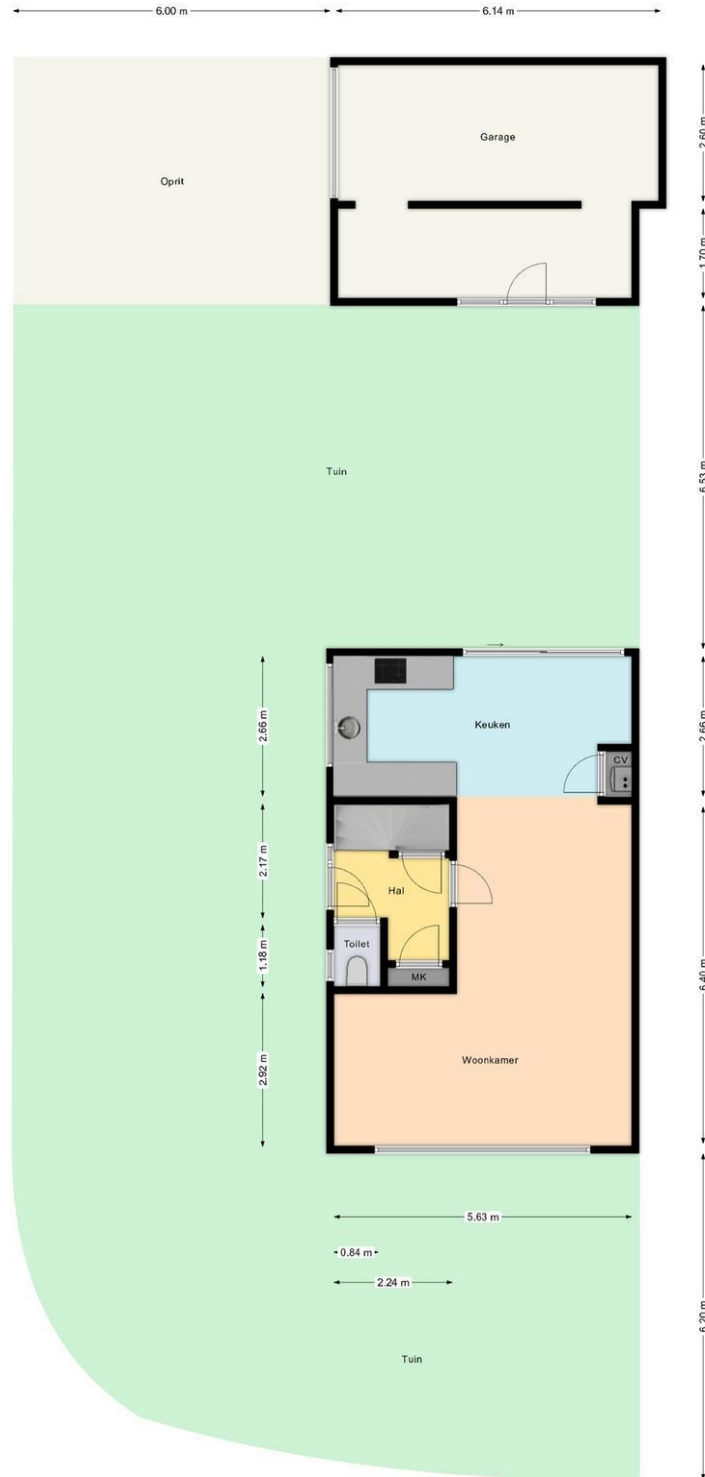 6.00 m
6.14 m
2.60 m
Garage
Oprit
1.70 m
Tuin
6.53 m
2.66 m
Keuken
2.66 m
CV
2.17 m
Hal
Toilet
1.18 m
MK
6.40 m
2.92 m
Woonkamer
5.63 m
0.84 m
2.24 m
6.20 m
Tuin